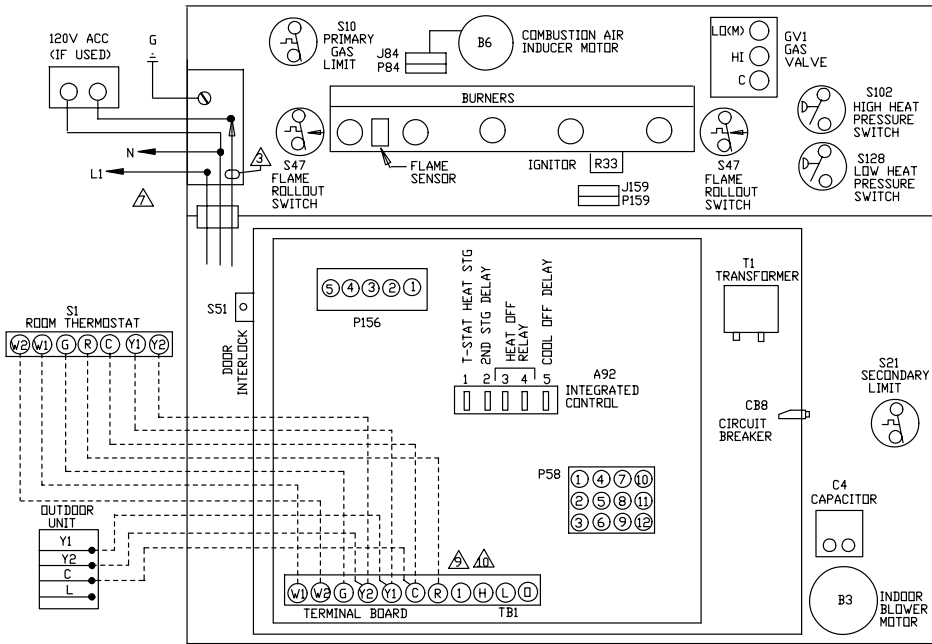 120V ACC
(IF USED)
G
S10
PRIMARY
GAS
LIMIT
J84
P84
B6
COMBUSTION AIR
INDUCER MOTOR
LO(M)
HI
C
GV1
GAS
VALVE
BURNERS
S102
HIGH HEAT
PRESSURE
SWITCH
N
L1
3
7
S47
FLAME
ROLLOUT
SWITCH
FLAME
SENSOR
IGNITOR
R33
J159
P159
S47
FLAME
ROLLOUT
SWITCH
S128
LOW HEAT
PRESSURE
SWITCH
S51
DOOR
INTERLOCK
5 4 3 2 1
P156
T-STAT HEAT STG
2ND STG DELAY
HEAT OFF
RELAY
COOL OFF DELAY
1 2 3 4 5
A92
INTEGRATED
CONTROL
T1
TRANSFORMER
S1
ROOM THERMOSTAT
W2 W1 G R C Y1 Y2
CB8
CIRCUIT
BREAKER
S21
SECONDARY
LIMIT
P58
1 4 7 10
2 5 8 11
3 6 9 12
C4
CAPACITOR
OUTDOOR
UNIT
Y1
Y2
C
L
9 10
W1 W2 G Y2 Y1 C R 1 H L O
TERMINAL BOARD
TB1
B3
INDOOR
BLOWER
MOTOR